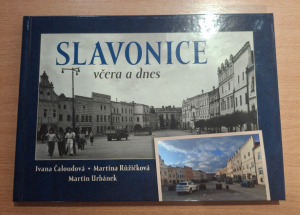 SLAVONICE
včera a dnes
Ivana Čaloudová • Martina Růžičková
Martin Urbánek